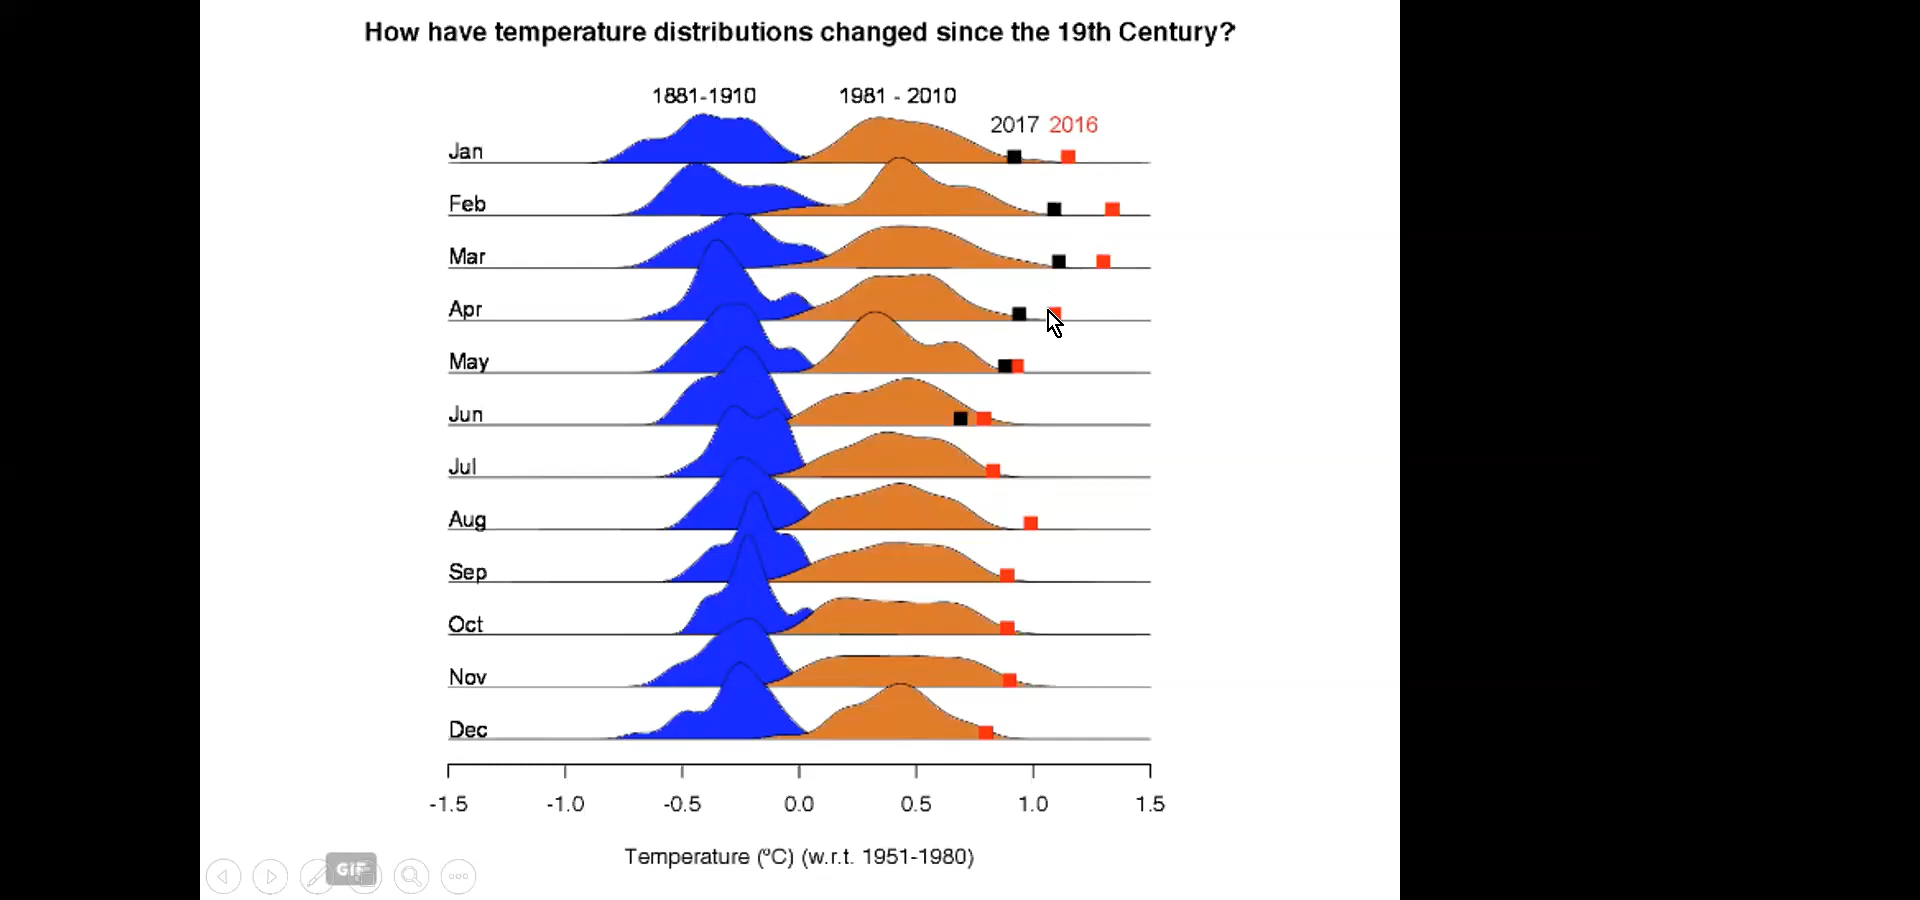 How have temperature distributions changed since the 19th Century?
1881-1910 1981 - 2010
2017 2016
Jan
Feb
Mar
Apr
May
Jun
Jul
Aug
Sep
Oct
Nov
Dec
-1.5 -1.0 -0.5 0.0 0.5 1.0 1.5
Temperature (ºC) (w.r.t. 1951-1980)
GIF